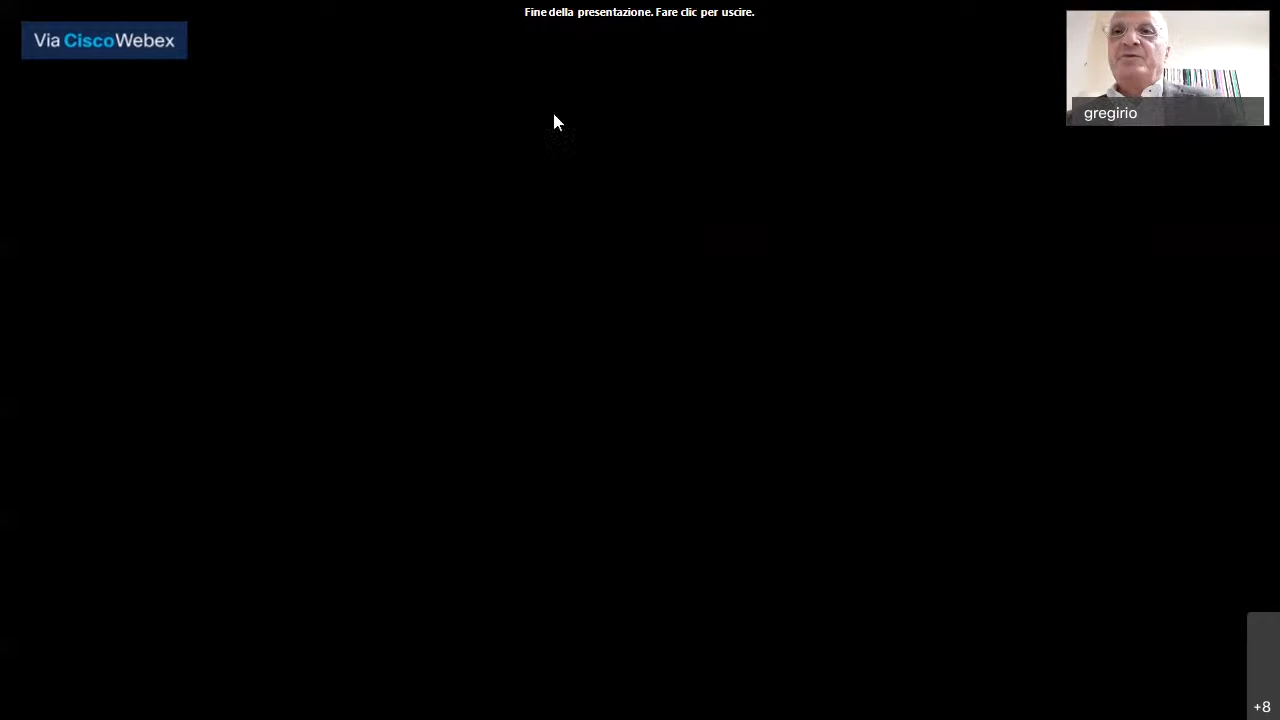 Fine della presentazione. Fare clic per uscire.
Via CiscoWebex
gregirio
+8